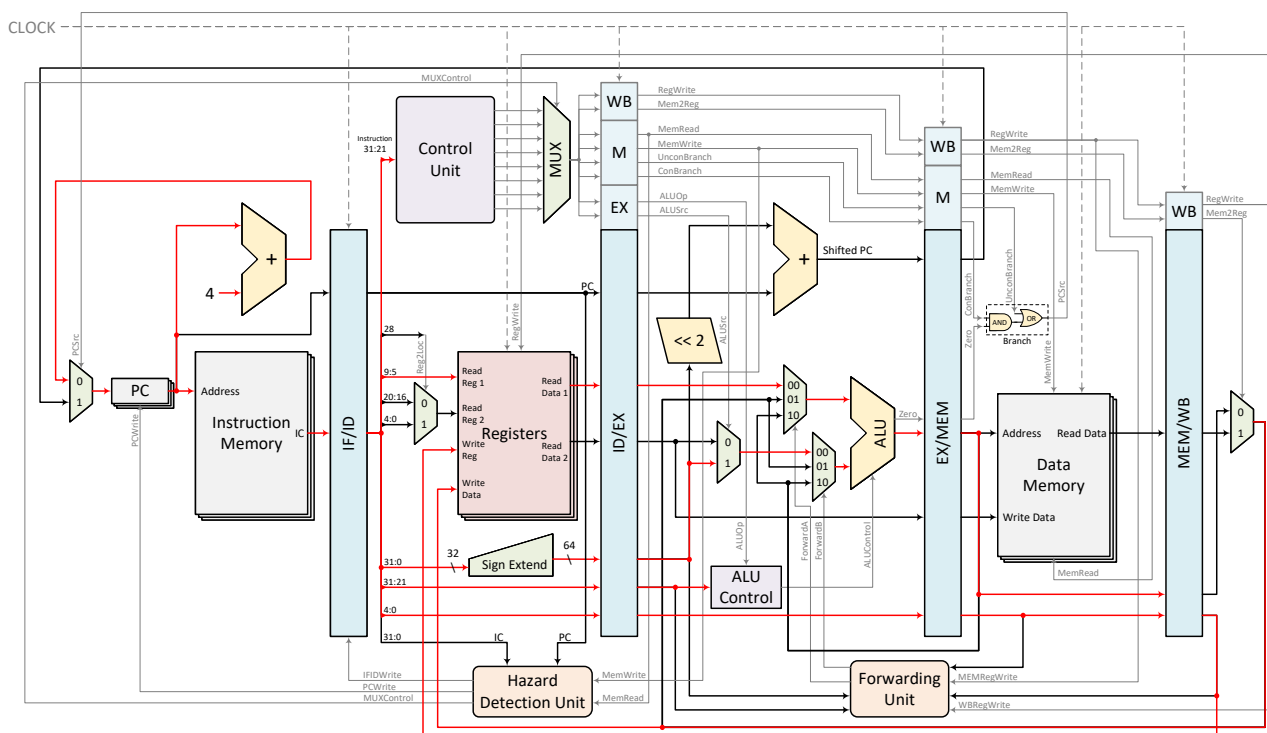 CLOCK
MUXControl
WB
RegWrite
Mem2Reg
Instruction
31:21
Control
Unit
MUX
M
MemRead
MemWrite
UnconBranch
ConBranch
WB
RegWrite
Mem2Reg
M
MemRead
MemWrite
EX
ALUOp
ALUSrc
WB
RegWrite
Mem2Reg
+
4
+
Shifted PC
PC
PCSrc
28
Reg2Loc
RegWrite
ALUSrc
<< 2
ConBranch
UnconBranch
Zero
AND
OR
Branch
PCSrc
MemWrite
0
1
PC
PCWrite
Address
Instruction
Memory
IC
IF/ID
9:5
20:16
4:0
0
1
Read
Reg 1
Read
Reg 2
Write
Reg
Write
Data
Registers
Read
Data 1
Read
Data 2
ID/EX
0
1
00
01
10
00
01
10
ALU
Zero
EX/MEM
Address
Read Data
Data
Memory
Write Data
MemRead
MEM/WB
0
1
31:0
32
Sign Extend
64
31:21
4:0
31:0
ALUOp
ALU
Control
ForwardA
ForwardB
ALUControl
IC
PC
IFIDWrite
PCWrite
MUXControl
Hazard
Detection Unit
MemWrite
MemRead
Forwarding
Unit
MEMRegWrite
WBRegWrite